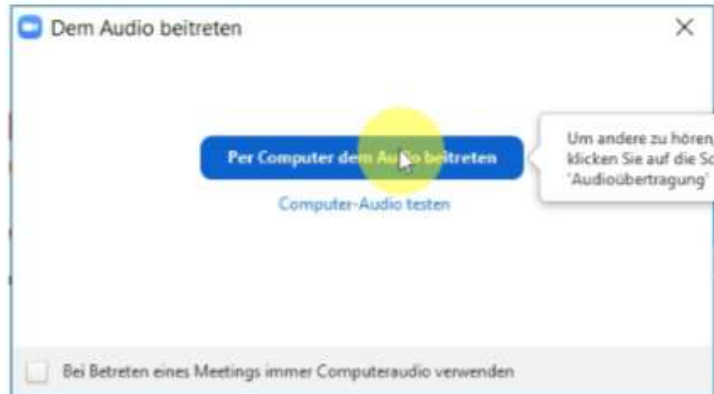 Dem Audio beitreten
Per Computer dem Audio beitreten
Um andere zu hören,
klicken Sie auf die
'Audioübertragung'
Computer-Audio testen
Bei Betreten eines Meetings immer Computeraudio verwenden